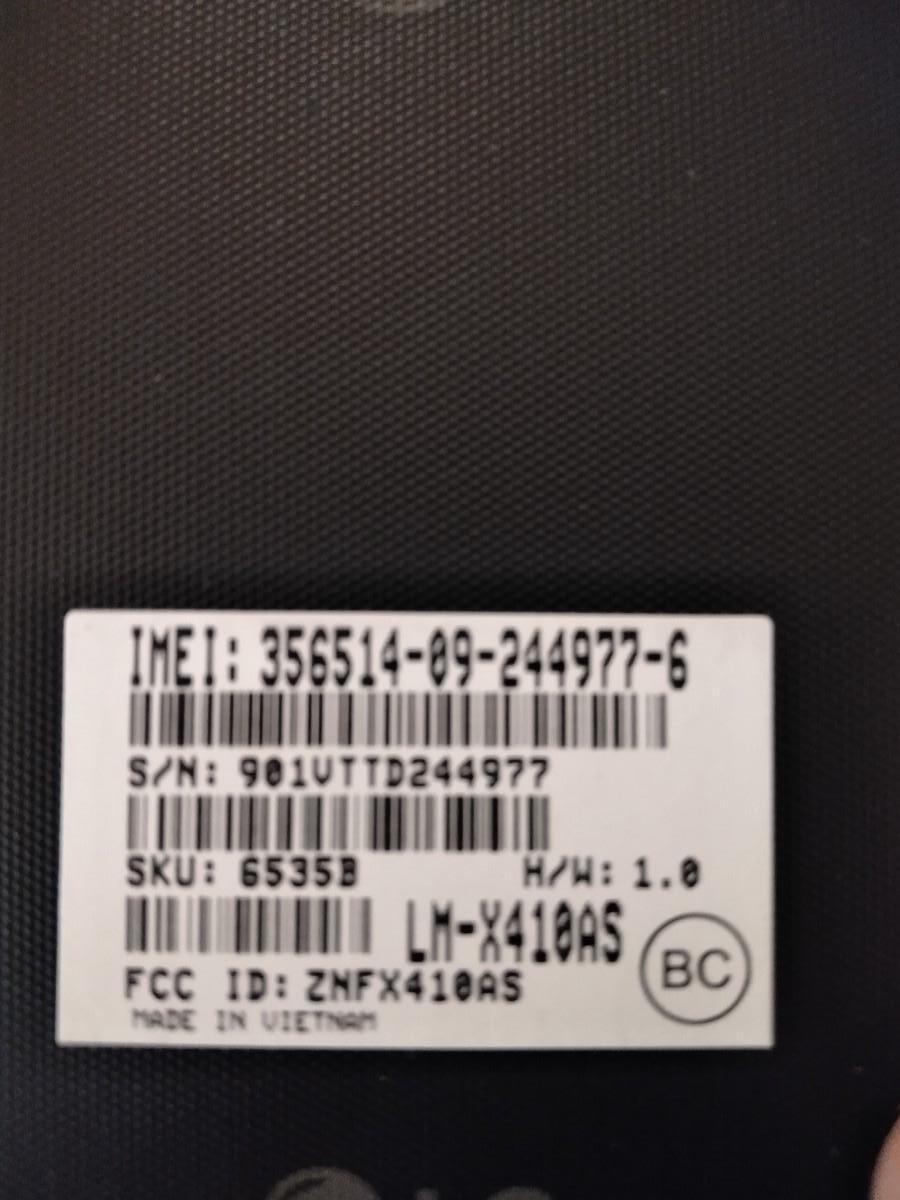 IMEI: 356514-09-244977-6
S/N: 901VTTD244977
SKU: 6535B H/W: 1.0
LM-X410AS
BC
FCC ID: ZNFX410AS
MADE IN VIETNAM